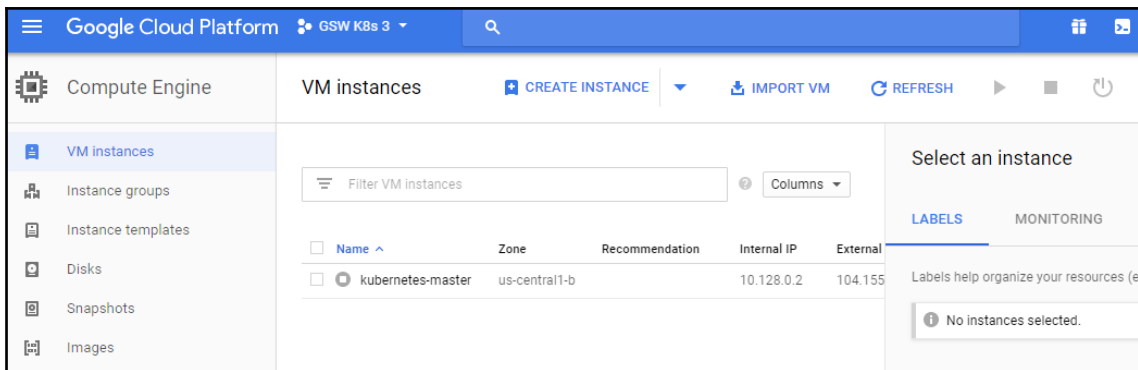 Google Cloud Platform GSW K8s 3
Compute Engine VM instances CREATE INSTANCE IMPORT VM REFRESH
VM instances
Instance groups
Instance templates
Disks
Snapshots
Images
Filter VM instances Columns
Name Zone Recommendation Internal IP External
kubernetes-master us-central1-b 10.128.0.2 104.155
Select an instance
LABELS MONITORING
Labels help organize your resources (e
No instances selected.